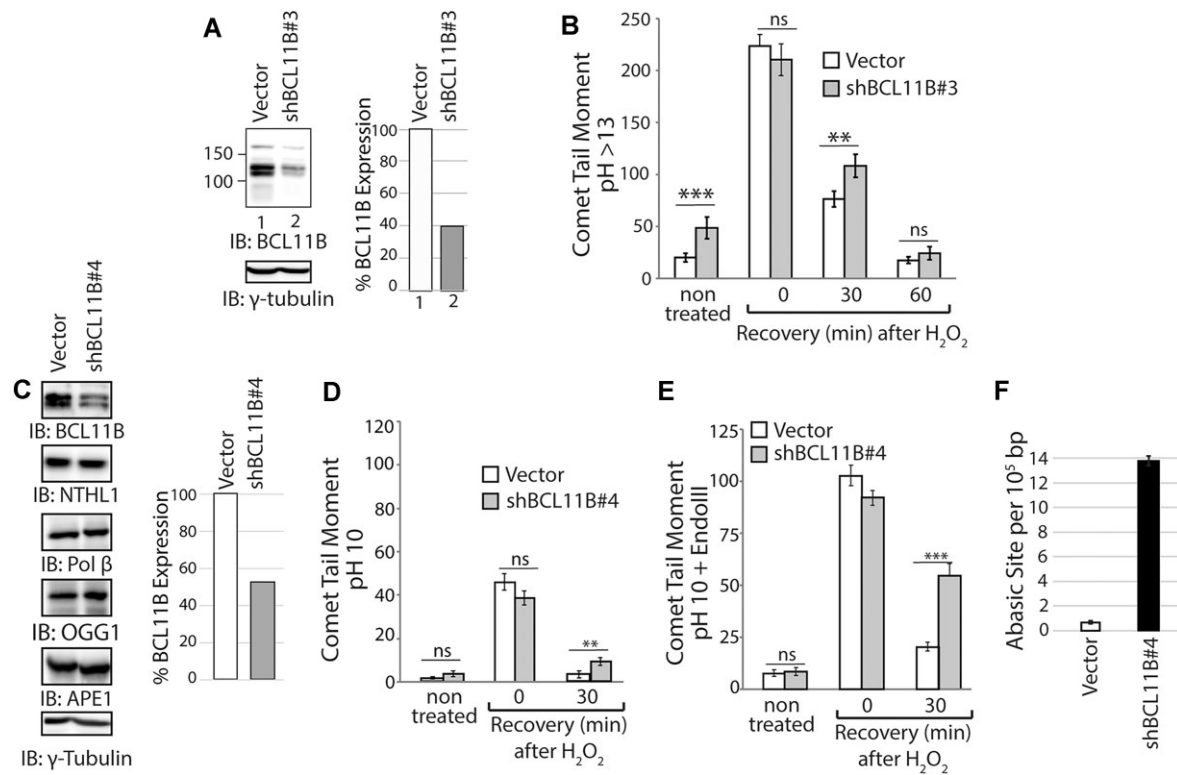 A
Vector
shBCL11B#3
150
100
1 2
IB: BCL11B
IB: γ-tubulin
Vector
shBCL11B#3
% BCL11B Expression
100
80
60
40
20
0
1 2
B
Comet Tail Moment
pH >13
250
200
150
100
50
0
Vector
shBCL11B#3
***
ns
**
ns
non
treated
0 30 60
Recovery (min) after H₂O₂
C
Vector
shBCL11B#4
IB: BCL11B
IB: NTHL1
IB: Pol β
IB: OGG1
IB: APE1
IB: γ-Tubulin
Vector
shBCL11B#4
% BCL11B Expression
100
80
60
40
20
0
D
Comet Tail Moment
pH 10
120
100
80
60
40
20
0
Vector
shBCL11B#4
ns
ns
**
non
treated
0 30
Recovery (min)
after H₂O₂
E
Comet Tail Moment
pH 10 + EndoIII
125
100
75
50
25
0
Vector
shBCL11B#4
ns
***
non
treated
0 30
Recovery (min)
after H₂O₂
F
Abasic Site per 10⁵ bp
14
12
10
8
6
4
2
0
Vector
shBCL11B#4